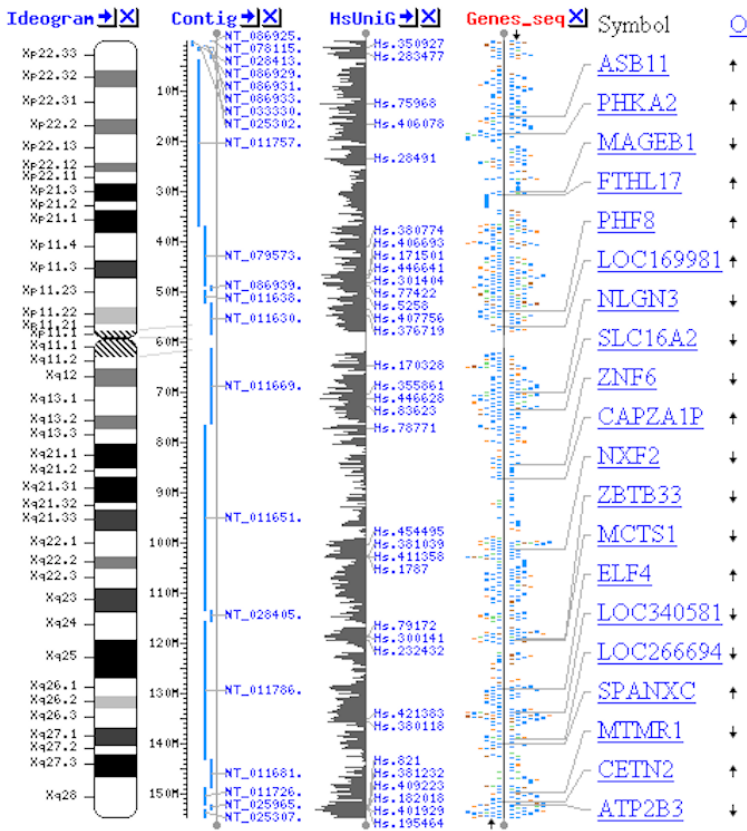 Ideogram Contig HsUniG Genes_seq Symbol O
Xp22.33
Xp22.32
Xp22.31
Xp22.2
Xp22.13
Xp22.12
Xp22.11
Xp21.3
Xp21.2
Xp21.1
Xp11.4
Xp11.3
Xp11.23
Xp11.22
Xp11.21
Xq11.1
Xq11.2
Xq12
Xq13.1
Xq13.2
Xq13.3
Xq21.1
Xq21.2
Xq21.31
Xq21.32
Xq21.33
Xq22.1
Xq22.2
Xq22.3
Xq23
Xq24
Xq25
Xq26.1
Xq26.2
Xq26.3
Xq27.1
Xq27.2
Xq27.3
Xq28
10M
20M
30M
40M
50M
60M
70M
80M
90M
100M
110M
120M
130M
140M
150M
NT_086925.
NT_078115.
NT_028413.
NT_086929.
NT_086931.
NT_086933.
NT_033330.
NT_025302.
NT_011757.
NT_079573.
NT_086939.
NT_011638.
NT_011630.
NT_011669.
NT_011651.
NT_028405.
NT_011786.
NT_011681.
NT_011726.
NT_025965.
NT_025307.
Hs.350927
Hs.283477
Hs.75968
Hs.406078
Hs.28491
Hs.380774
Hs.406693
Hs.171501
Hs.446641
Hs.301404
Hs.77422
Hs.5258
Hs.407756
Hs.376719
Hs.170328
Hs.355861
Hs.446628
Hs.83623
Hs.78771
Hs.454495
Hs.381039
Hs.411358
Hs.1787
Hs.79172
Hs.300141
Hs.232432
Hs.421383
Hs.380118
Hs.821
Hs.381232
Hs.409223
Hs.182018
Hs.401929
Hs.195464
ASB11
PHKA2
MAGEB1
FTHL17
PHF8
LOC169981
NLGN3
SLC16A2
ZNF6
CAPZA1P
NXF2
ZBTB33
MCTS1
ELF4
LOC340581
LOC266694
SPANXC
MTMR1
CETN2
ATP2B3